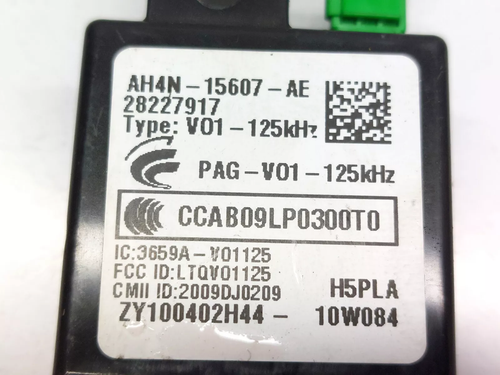 AH4N-15607-AE
28227917
Type: V01-125kHz
PAG-V01-125kHz
CCAB09LP0300T0
IC:3659A-V01125
FCC ID:LTQV01125
CMII ID:2009DJ0209 H5PLA
ZY100402H44- 10W084